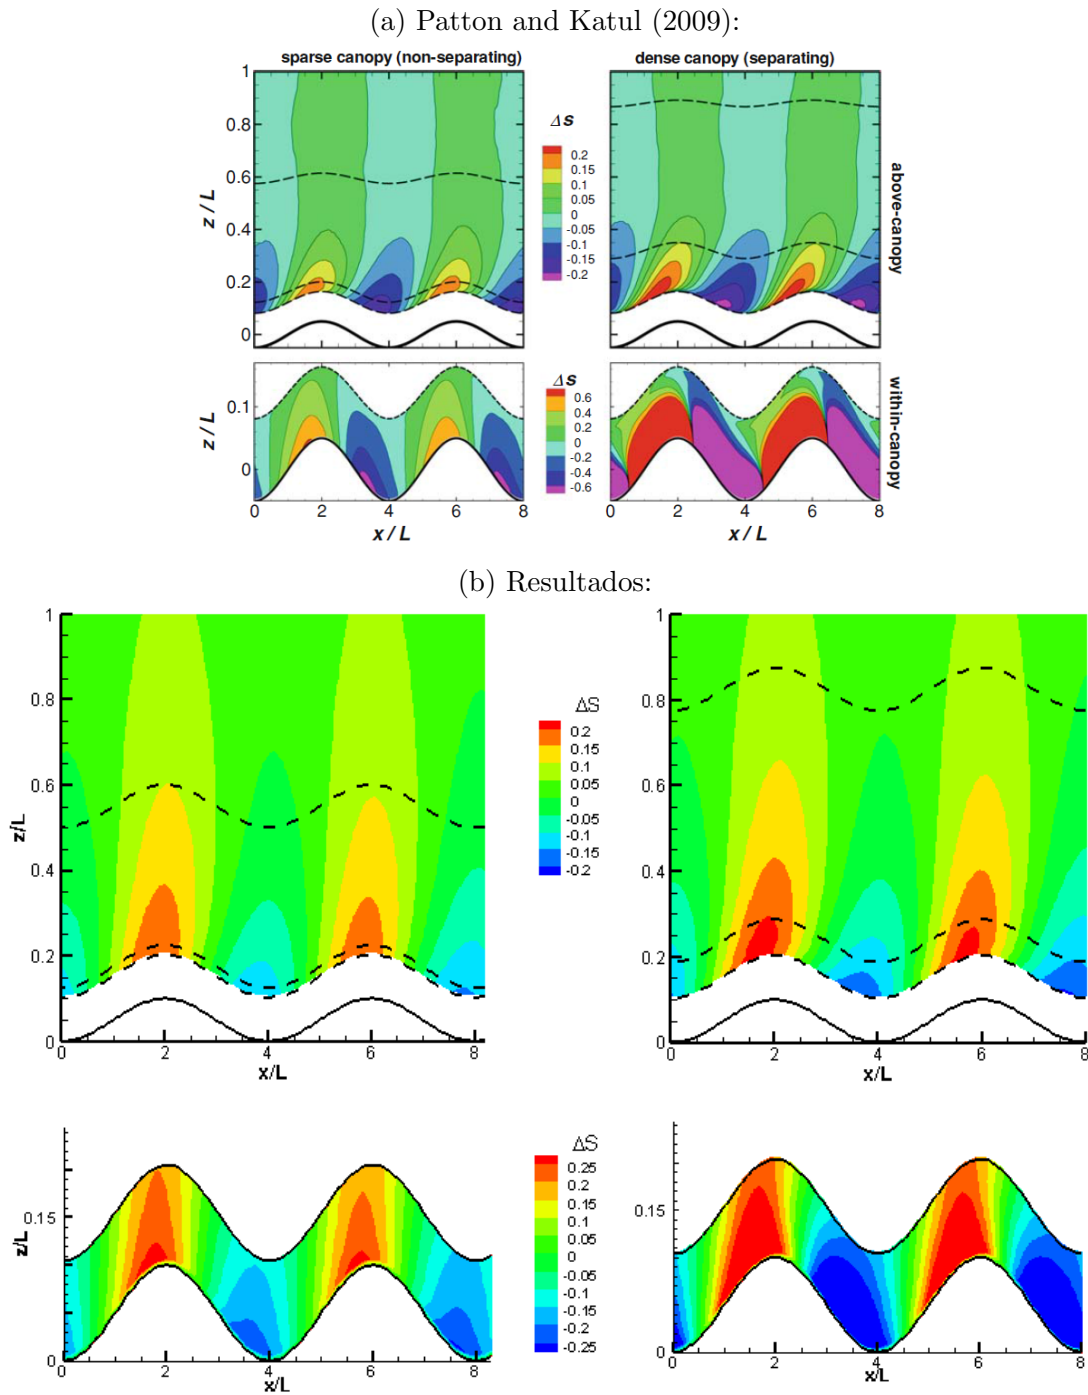 (a) Patton and Katul (2009):
sparse canopy (non-separating)
dense canopy (separating)
1
0.8
0.6
0.4
0.2
0
z / L
Δs
0.2
0.15
0.1
0.05
0
-0.05
-0.1
-0.15
-0.2
above-canopy
0.1
0
z / L
0 2 4 6 8
x / L
Δs
0.6
0.4
0.2
0
-0.2
-0.4
-0.6
0 2 4 6 8
x / L
within-canopy
(b) Resultados:
1
0.8
0.6
0.4
0.2
0
z/L
0 2 4 6 8
x/L
ΔS
0.2
0.15
0.1
0.05
0
-0.05
-0.1
-0.15
-0.2
1
0.8
0.6
0.4
0.2
0
0 2 4 6 8
x/L
0.15
0
z/L
0 2 4 6 8
x/L
ΔS
0.25
0.2
0.15
0.1
0.05
0
-0.05
-0.1
-0.15
-0.2
-0.25
0.15
0
0 2 4 6 8
x/L